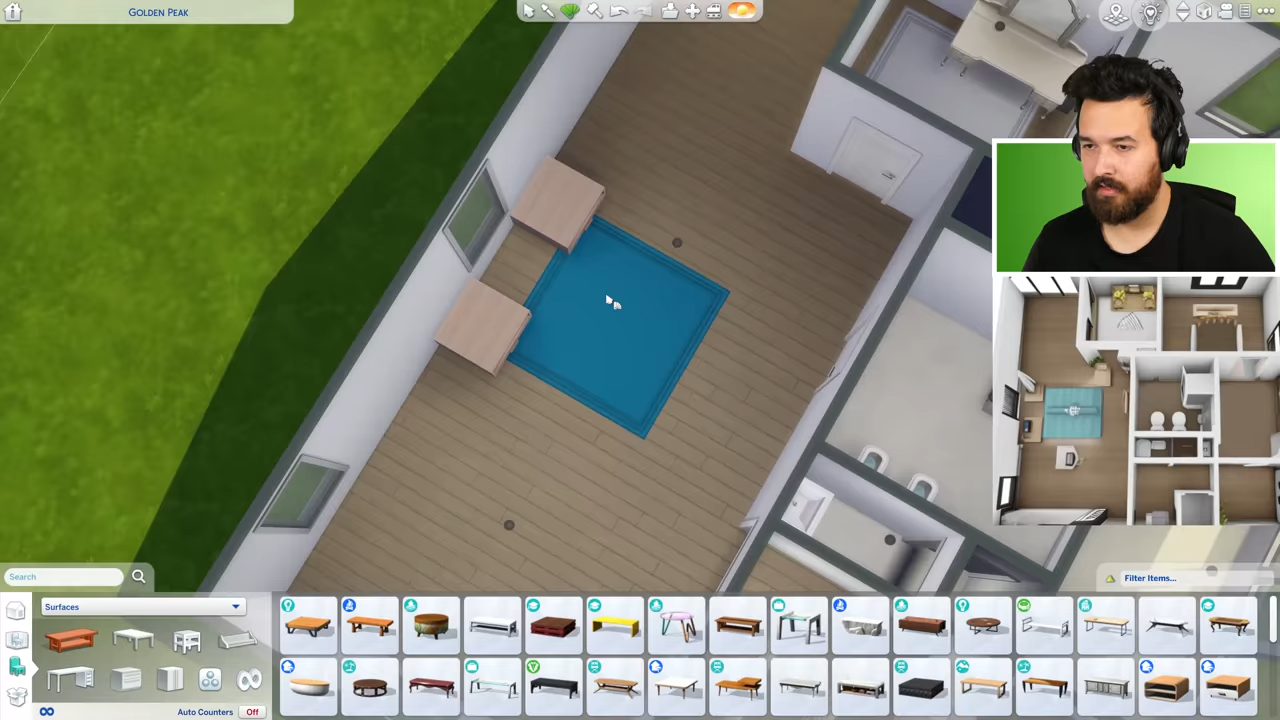 Golden Peak
Search
Filter Items...
Surfaces
Auto Counters
Off